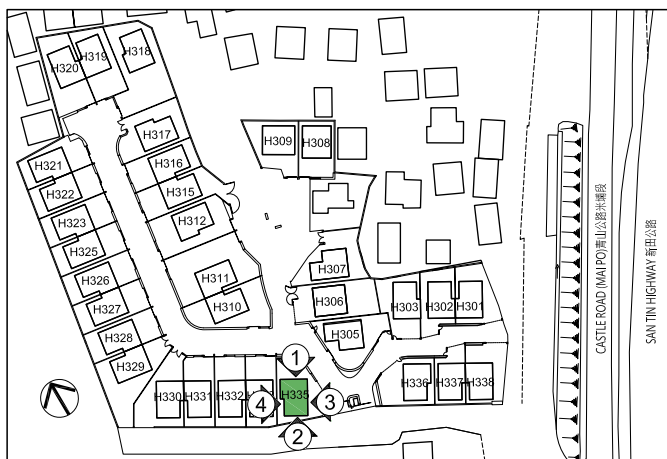 H318
H319
H320
H317
H309
H308
H316
H321
H315
H322
H312
H323
H325
H307
H311
H326
H306
H303
H302
H301
H310
H327
H305
H328
H329
1
H336
H337
H338
H330
H331
H332
H335
4
3
2
CASTLE ROAD (MAI PO)青山公路米埔段
SAN TIN HIGHWAY 新田公路